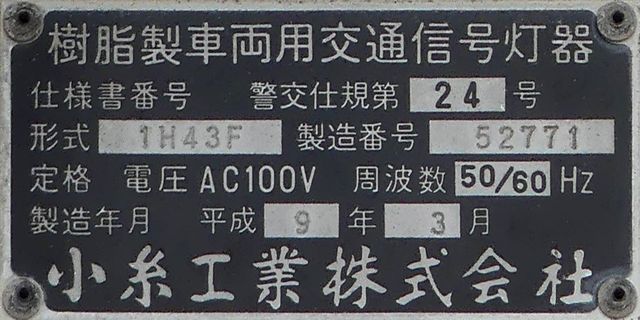 樹脂製車両用交通信号灯器
仕様書番号 警交仕規第 24 号
形式 1H43F 製造番号 52771
定格 電圧 AC100V 周波数 50/60 Hz
製造年月 平成 9 年 3 月
小糸工業株式会社